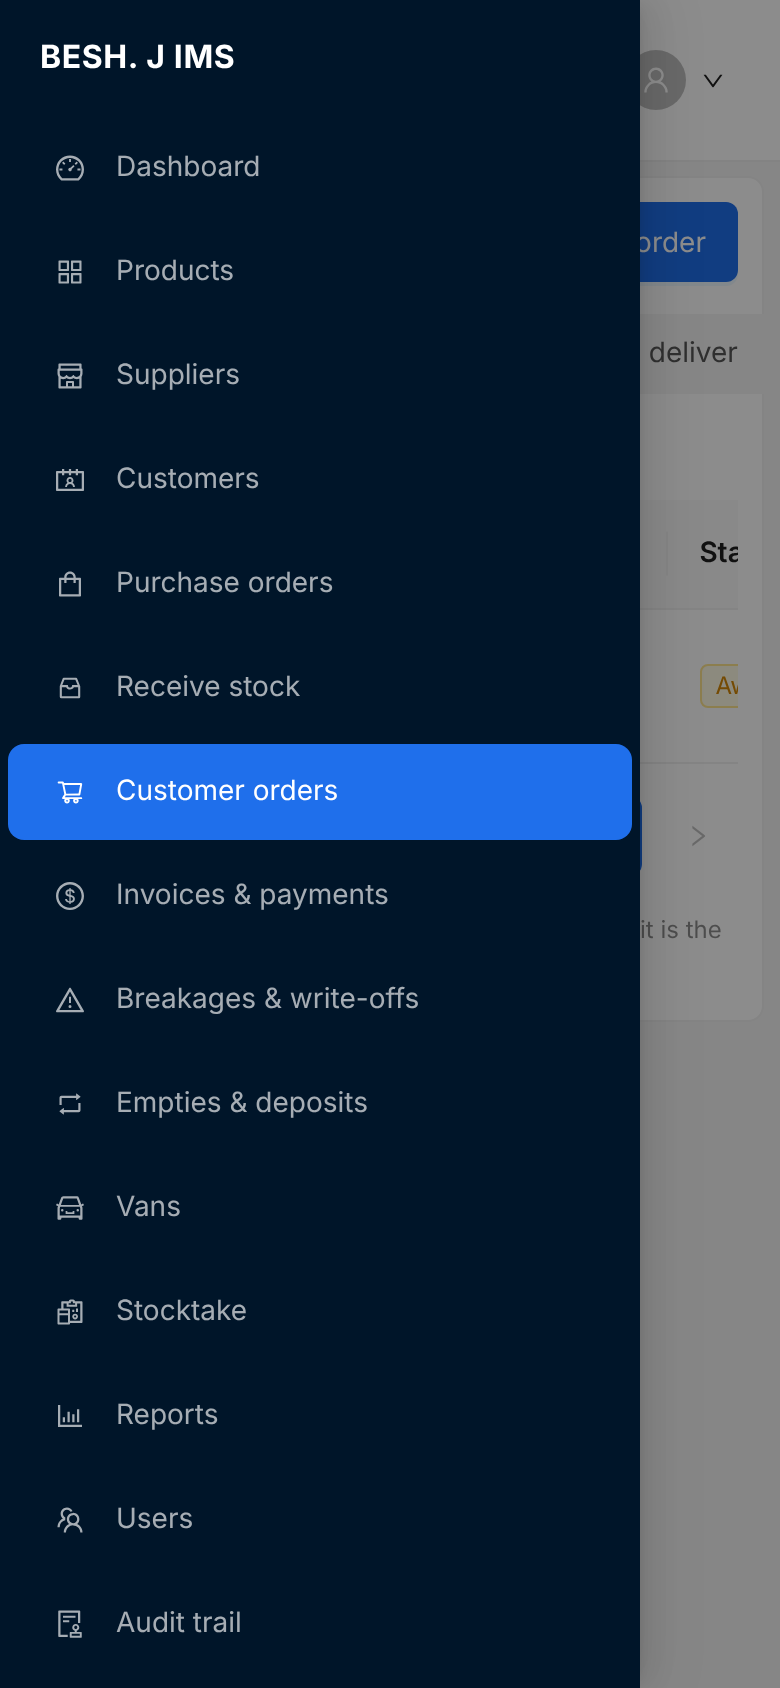 BESH. J IMS
Dashboard
order
Products
Suppliers
deliver
Customers
Sta
Purchase orders
Receive stock
Customer orders
Invoices & payments
it is the
Breakages & write-offs
Empties & deposits
Vans
Stocktake
Reports
Users
Audit trail